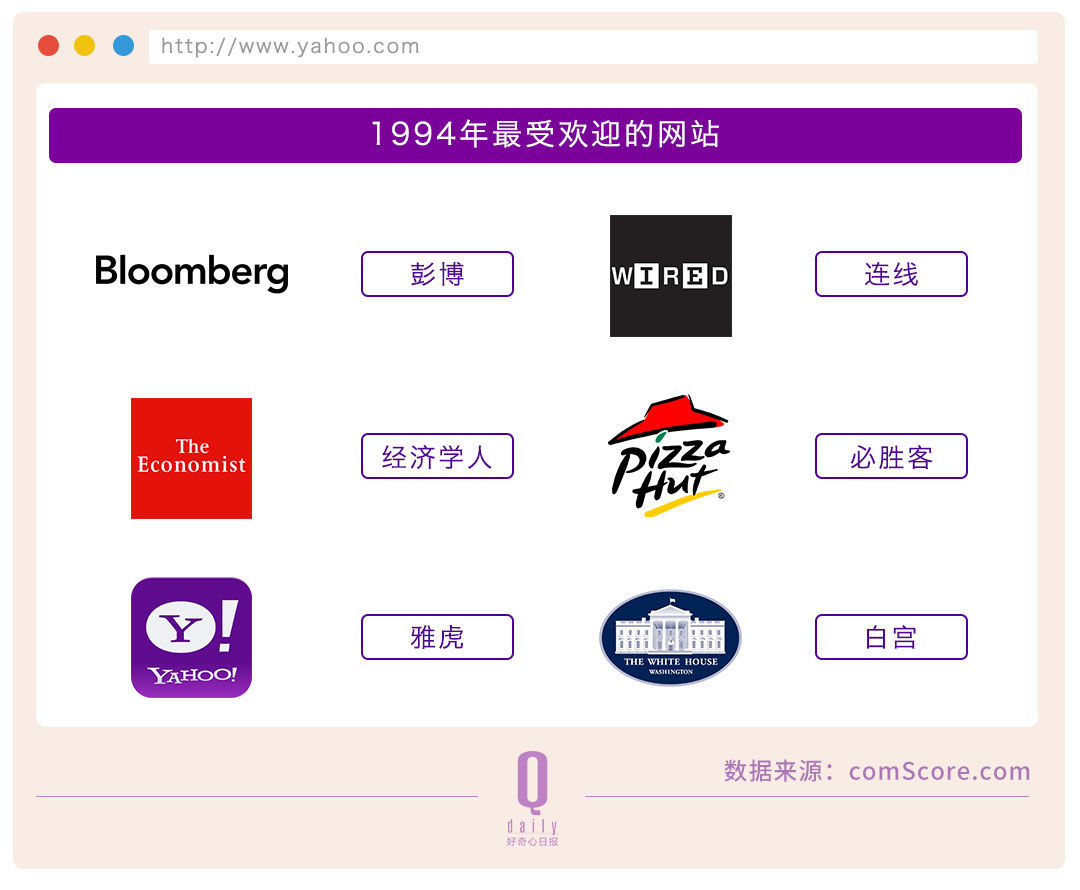 http://www.yahoo.com
1994年最受欢迎的网站
Bloomberg
彭博
WIRED
连线
The
Economist
经济学人
Pizza
Hut
®
必胜客
Y!
YAHOO!
雅虎
THE WHITE HOUSE
WASHINGTON
白宫
数据来源：comScore.com
Q
daily
好奇心日报